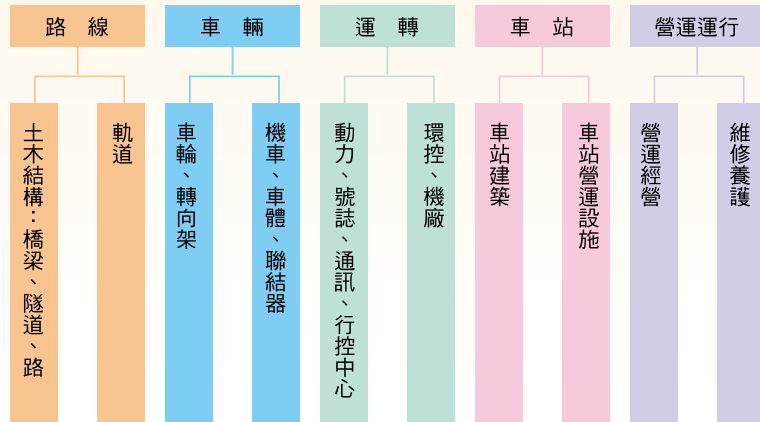 路線
車輛
運轉
車站
營運運行
土木結構：橋梁、隧道、路
軌道
車輪、轉向架
機車、車體、聯結器
動力、號誌、通訊、行控中心
環控、機廠
車站建築
車站營運設施
營運經營
維修養護